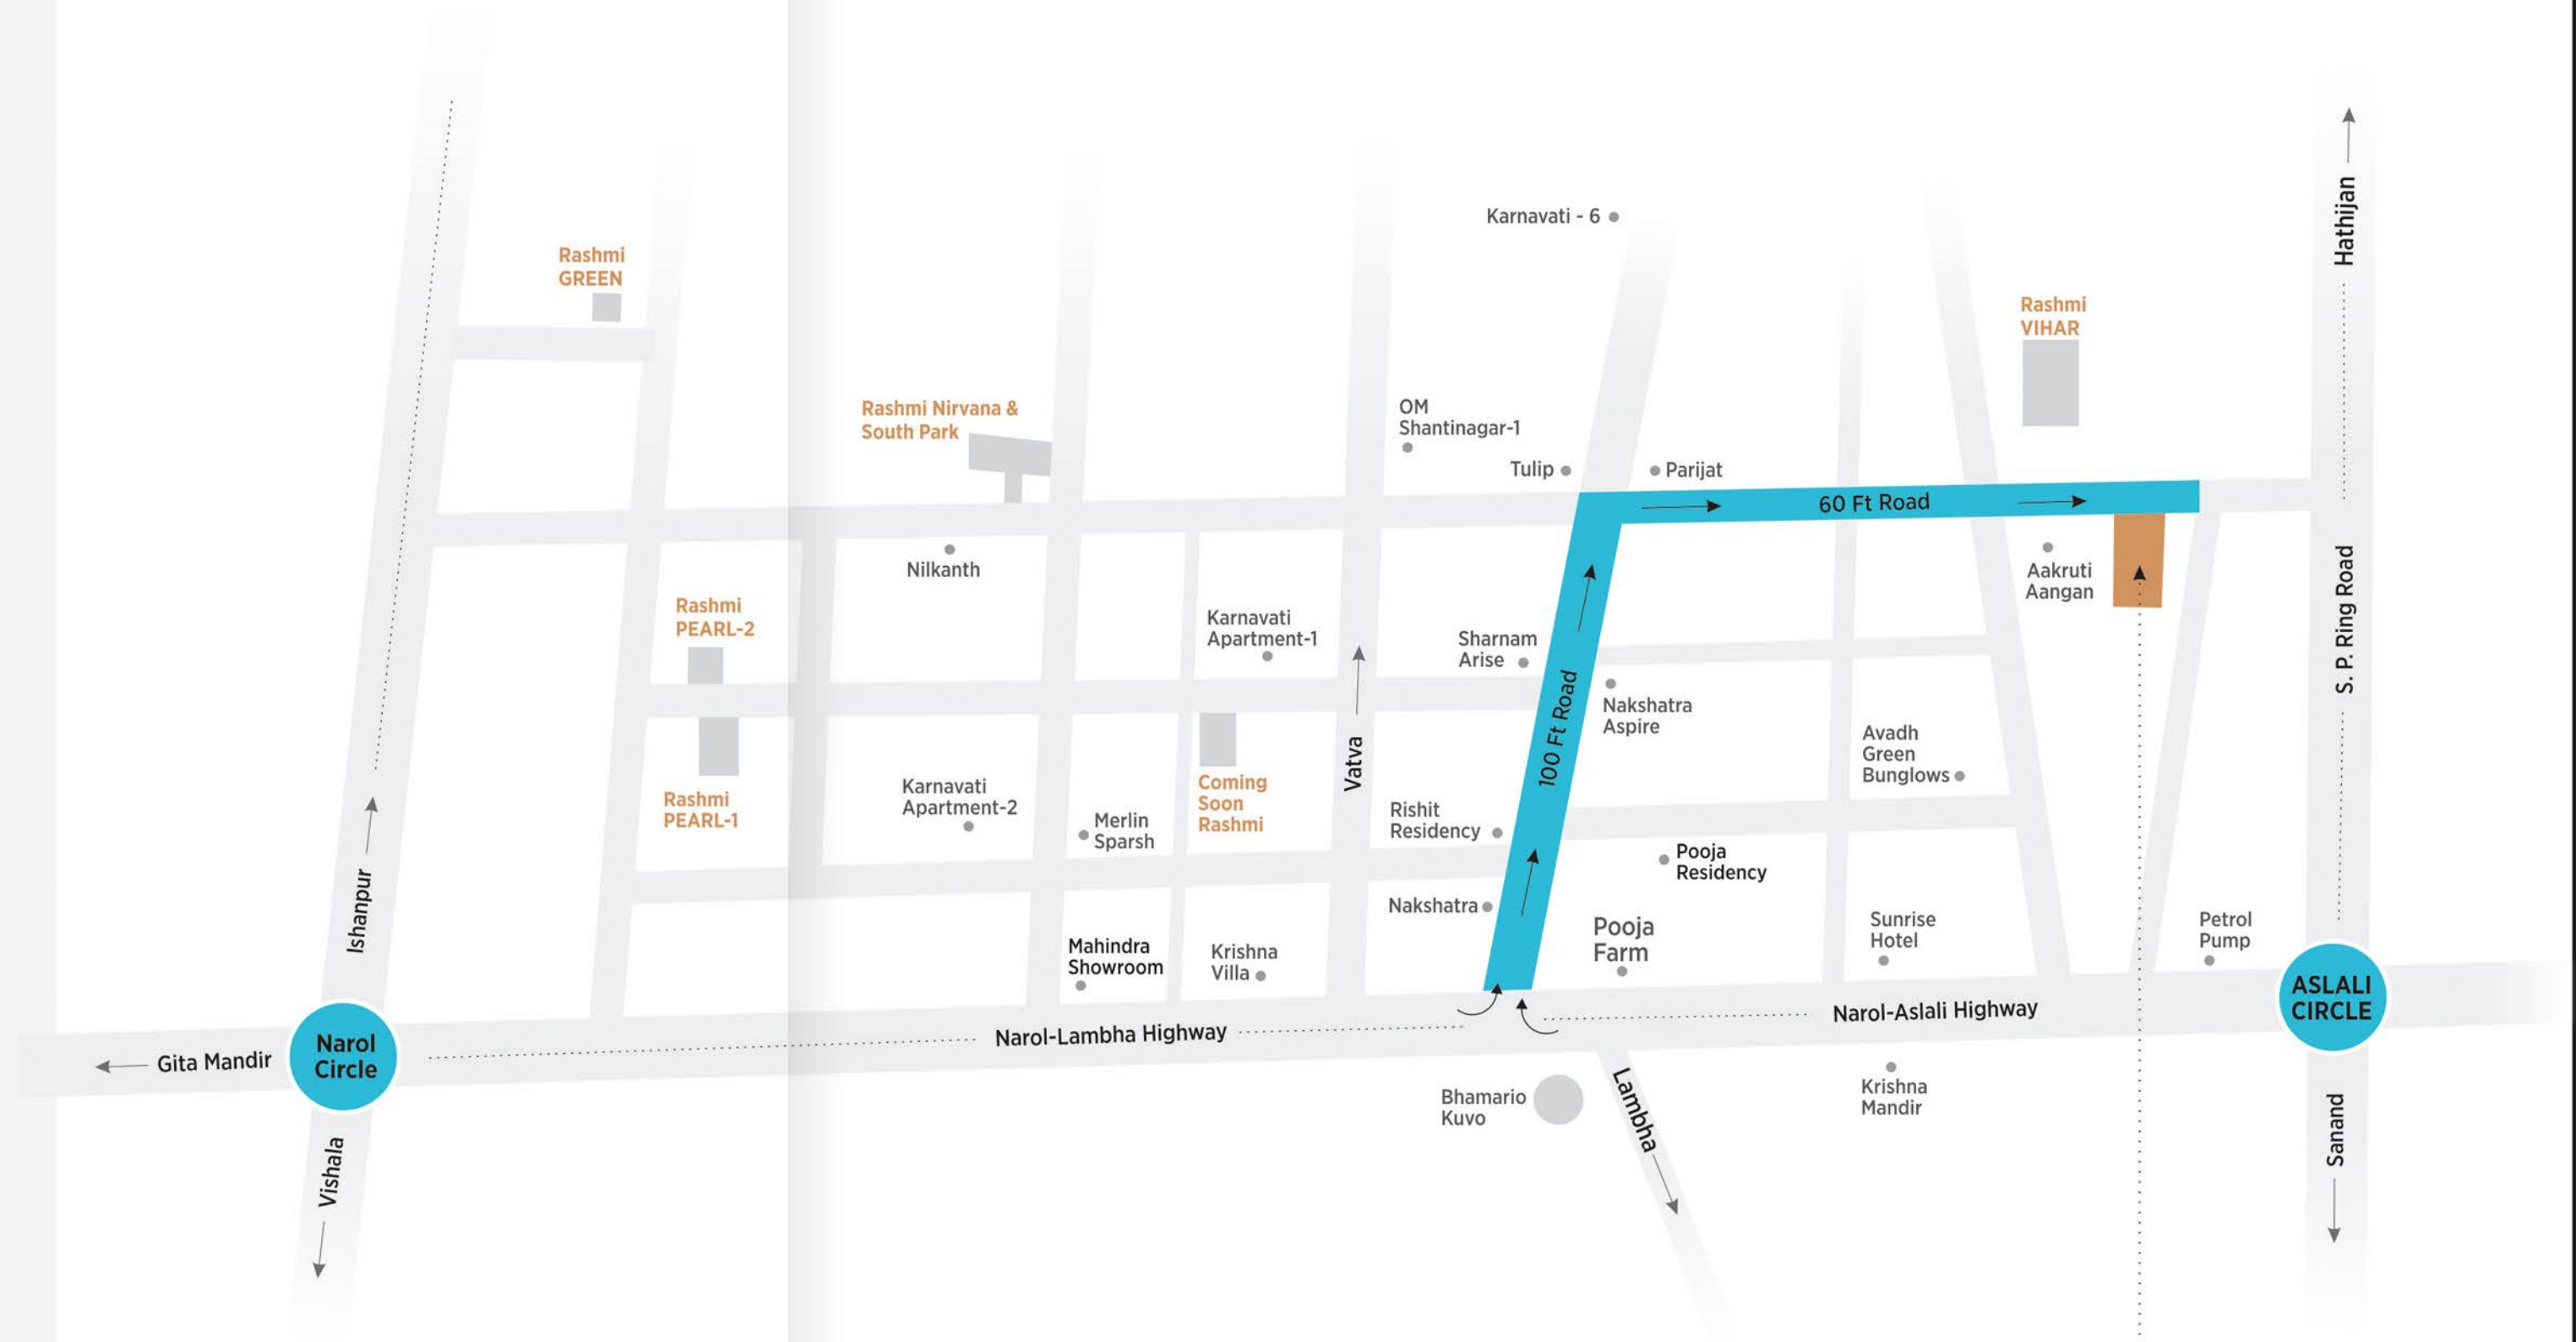 Hathijan
Karnavati - 6
Rashmi
GREEN
Rashmi
VIHAR
Rashmi Nirvana &
South Park
OM
Shantinagar-1
Tulip
Parijat
60 Ft Road
Nilkanth
Aakruti
Aangan
S. P. Ring Road
Rashmi
PEARL-2
Karnavati
Apartment-1
Sharnam
Arise
100 Ft Road
Nakshatra
Aspire
Avadh
Green
Bunglows
Vatva
Rashmi
PEARL-1
Karnavati
Apartment-2
Merlin
Sparsh
Coming
Soon
Rashmi
Rishit
Residency
Pooja
Residency
Ishanpur
Nakshatra
Mahindra
Showroom
Krishna
Villa
Pooja
Farm
Sunrise
Hotel
Petrol
Pump
ASLALI
CIRCLE
Gita Mandir
Narol
Circle
Narol-Lambha Highway
Narol-Aslali Highway
Bhamario
Kuvo
Lambha
Krishna
Mandir
Vishala
Sanand